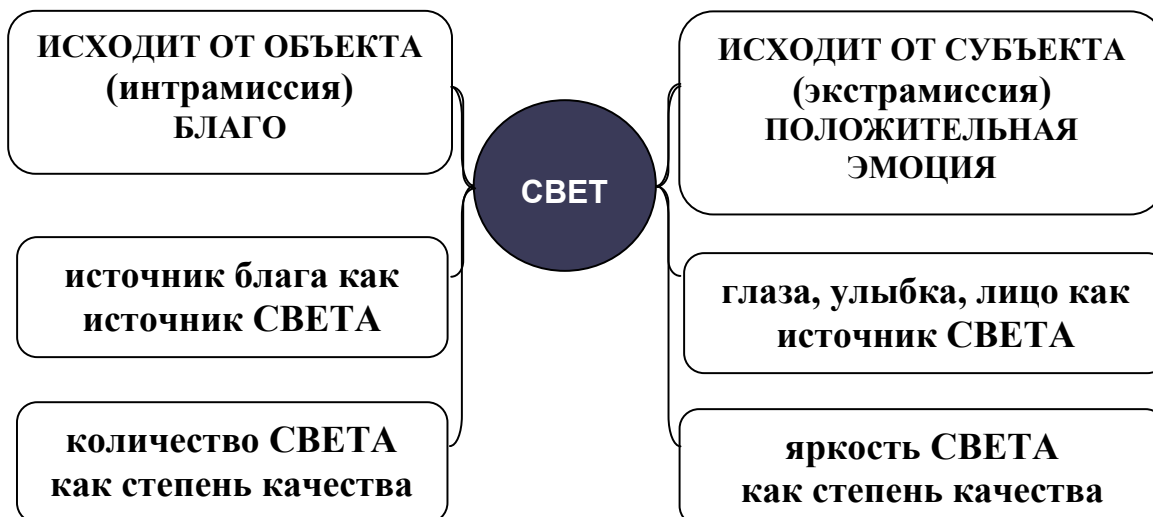 ИСХОДИТ ОТ ОБЪЕКТА
(интрамиссия)
БЛАГО
источник блага как
источник СВЕТА
количество СВЕТА
как степень качества
СВЕТ
ИСХОДИТ ОТ СУБЪЕКТА
(экстрамиссия)
ПОЛОЖИТЕЛЬНАЯ
ЭМОЦИЯ
глаза, улыбка, лицо как
источник СВЕТА
яркость СВЕТА
как степень качества